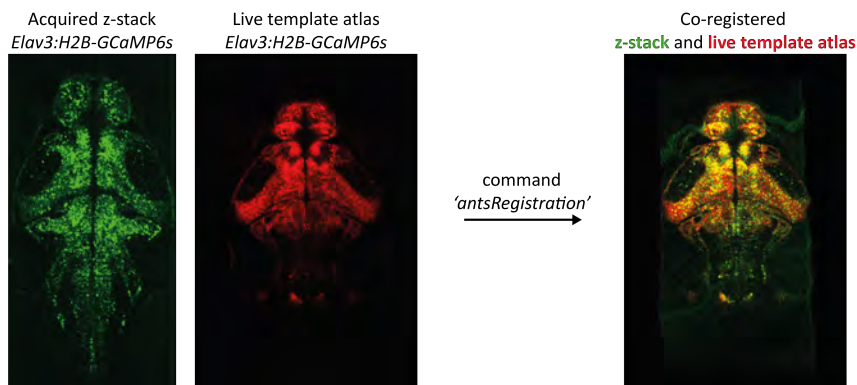 Acquired z-stack
Elav3:H2B-GCaMP6s
Live template atlas
Elav3:H2B-GCaMP6s
command
‘antsRegistration’
Co-registered
z-stack and live template atlas